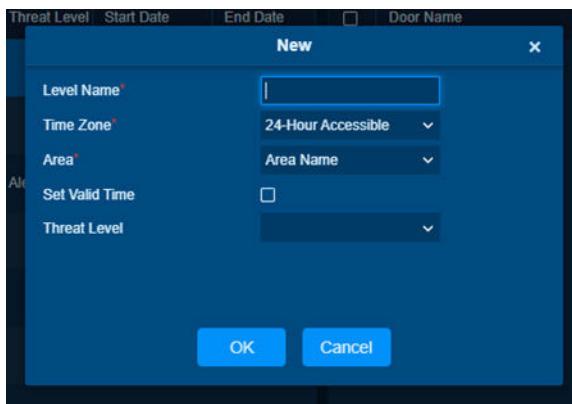 Threat Level Start Date End Date Door Name
New ×
Level Name*
Time Zone* 24-Hour Accessible
Area* Area Name
Ale
Set Valid Time
Threat Level
OK Cancel